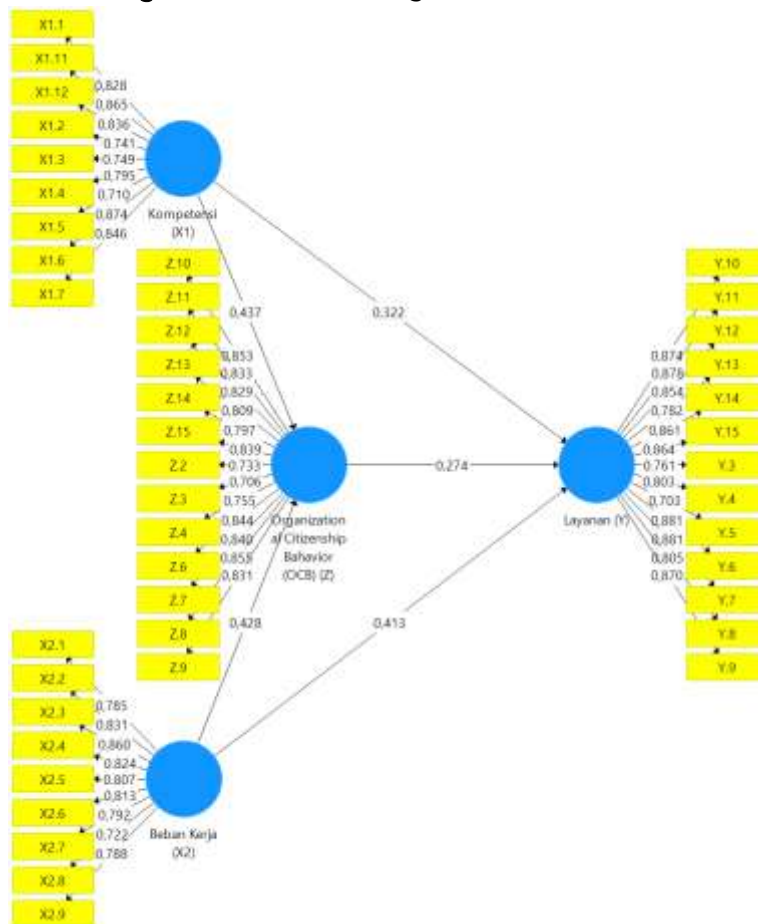 X1.1
X1.11
X1.12
X1.2
X1.3
X1.4
X1.5
X1.6
X1.7
0,828
0,865
0,836
0,741
0,749
0,795
0,710
0,874
0,846
Kompetensi
(X1)
0,437
0,322
Z.10
Z.11
Z.12
Z.13
Z.14
Z.15
Z.2
Z.3
Z.4
Z.6
Z.7
Z.8
Z.9
0,853
0,833
0,829
0,809
0,797
0,839
0,733
0,706
0,755
0,844
0,840
0,831
Organization
al Citizenship
Bahavior
(OCB) (Z)
0,274
0,428
0,413
Y.10
Y.11
Y.12
Y.13
Y.14
Y.15
Y.3
Y.4
Y.5
Y.6
Y.7
Y.8
Y.9
0,874
0,878
0,854
0,782
0,861
0,864
0,761
0,803
0,703
0,881
0,881
0,805
0,870
Layanan (Y)
X2.1
X2.2
X2.3
X2.4
X2.5
X2.6
X2.7
X2.8
X2.9
0,785
0,831
0,860
0,824
0,807
0,813
0,792
0,722
0,788
Beban Kerja
(X2)